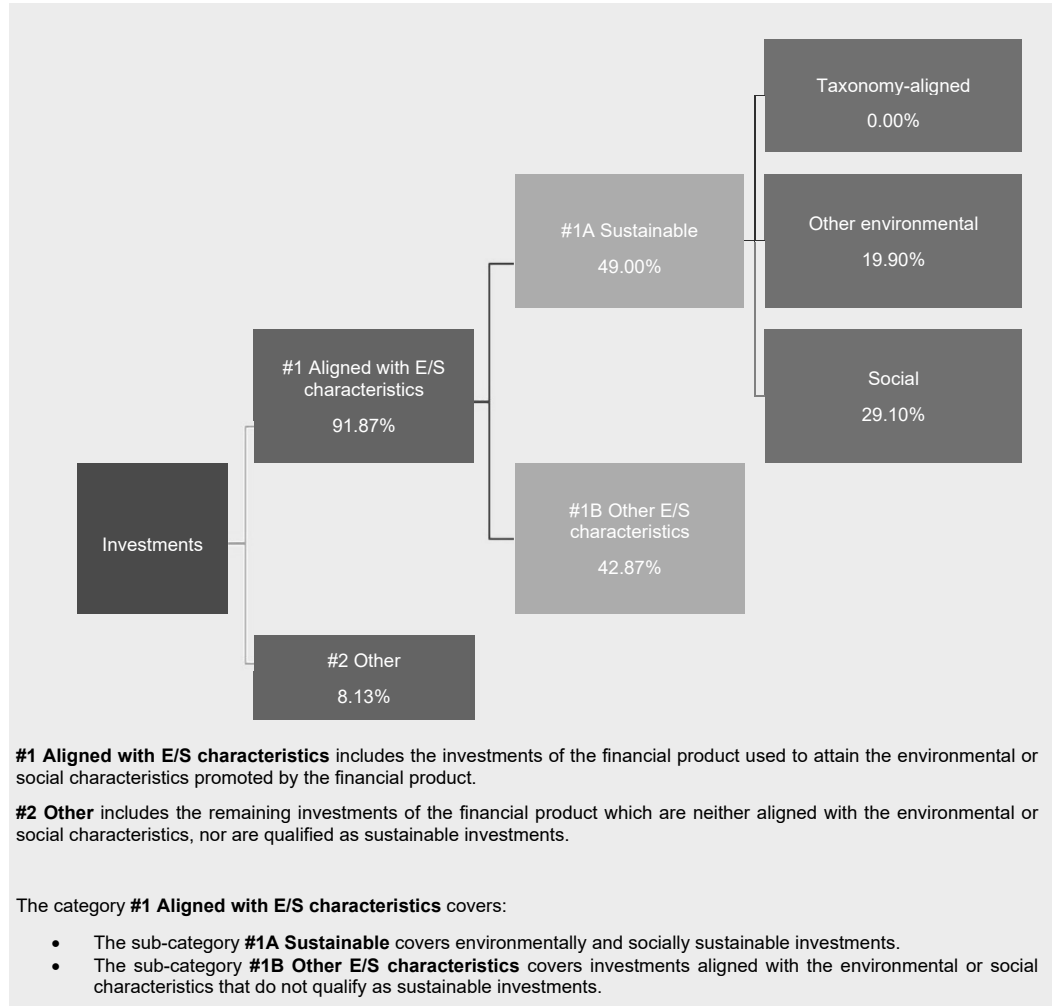 Taxonomy-aligned
0.00%
#1A Sustainable
49.00%
Other environmental
19.90%
#1 Aligned with E/S
characteristics
91.87%
Social
29.10%
Investments
#1B Other E/S
characteristics
42.87%
#2 Other
8.13%
#1 Aligned with E/S characteristics includes the investments of the financial product used to attain the environmental or
social characteristics promoted by the financial product.
#2 Other includes the remaining investments of the financial product which are neither aligned with the environmental or
social characteristics, nor are qualified as sustainable investments.
The category #1 Aligned with E/S characteristics covers:
• The sub-category #1A Sustainable covers environmentally and socially sustainable investments.
• The sub-category #1B Other E/S characteristics covers investments aligned with the environmental or social
characteristics that do not qualify as sustainable investments.